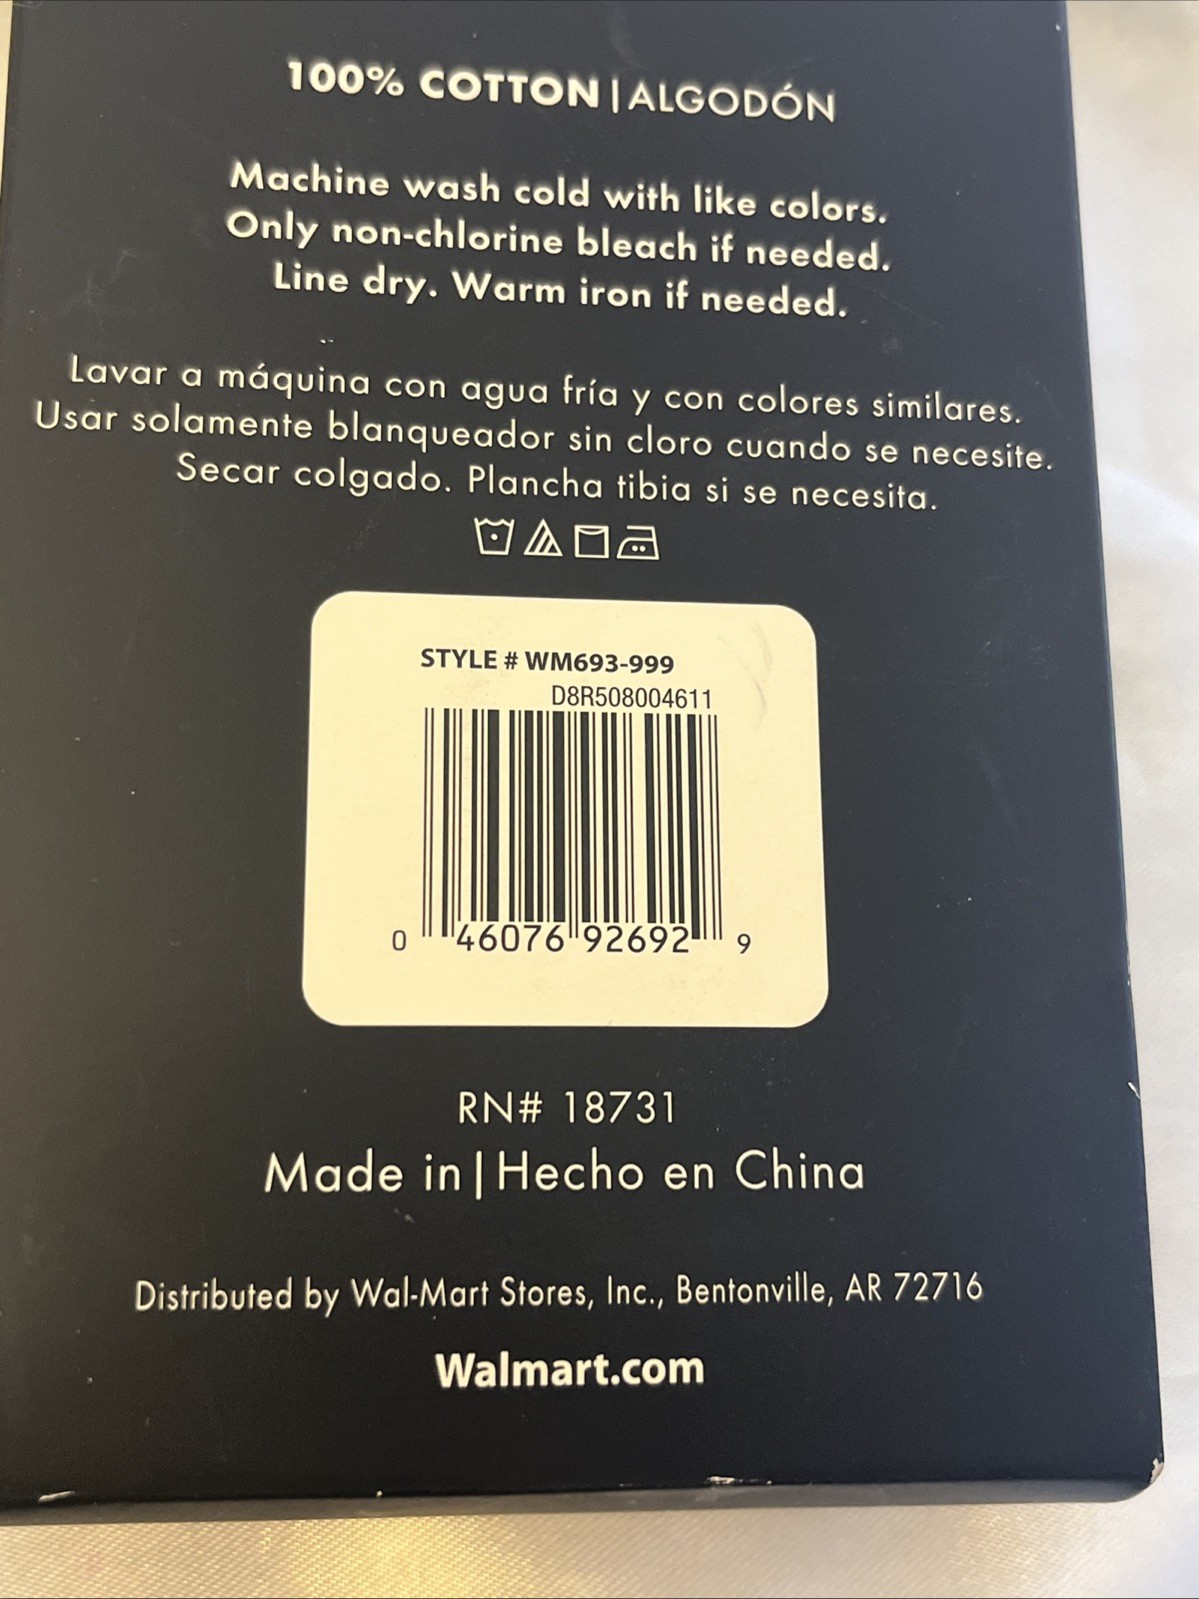 100% COTTON | ALGODÓN
Machine wash cold with like colors.
Only non-chlorine bleach if needed.
Line dry. Warm iron if needed.
Lavar a máquina con agua fría y con colores similares.
Usar solamente blanqueador sin cloro cuando se necesite.
Secar colgado. Plancha tibia si se necesita.
STYLE # WM693-999
D8R508004611
0 46076 92692 9
RN# 18731
Made in | Hecho en China
Distributed by Wal-Mart Stores, Inc., Bentonville, AR 72716
Walmart.com